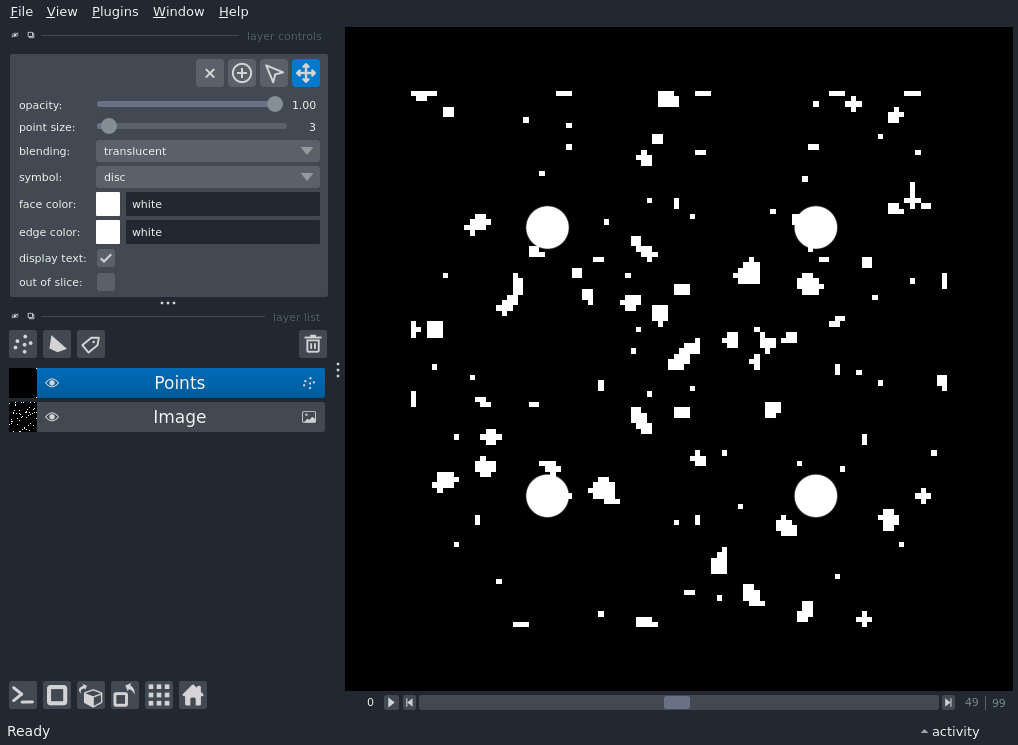 File View Plugins Window Help
layer controls
opacity: 1.00
point size: 3
blending: translucent
symbol: disc
face color: white
edge color: white
display text:
out of slice:
layer list
Points
Image
0 49 99
Ready activity